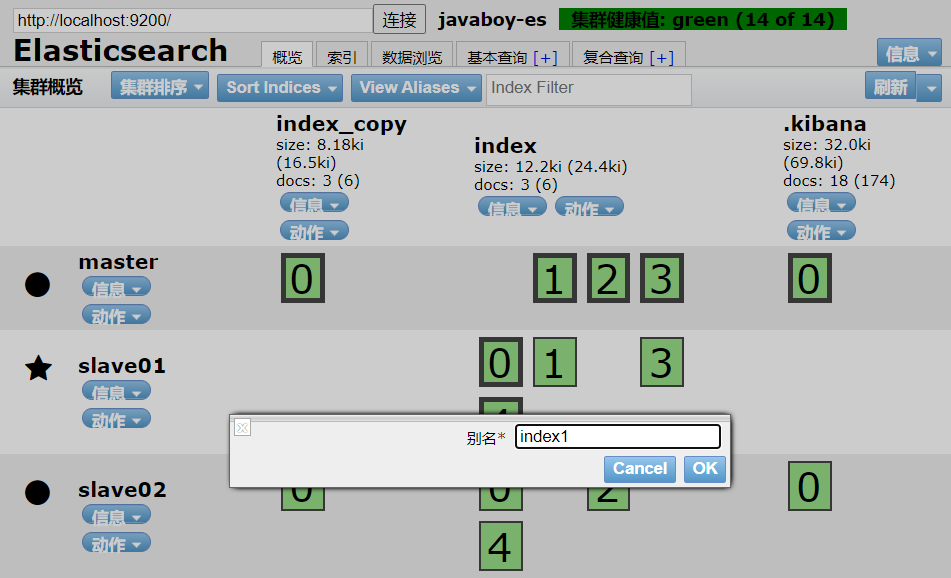 http://localhost:9200/ 连接 javaboy-es 集群健康值: green (14 of 14)
Elasticsearch 概览 索引 数据浏览 基本查询 [+] 复合查询 [+] 信息
集群概览 集群排序 Sort Indices View Aliases Index Filter 刷新
index_copy
size: 8.18ki
(16.5ki)
docs: 3 (6)
信息
动作
index
size: 12.2ki (24.4ki)
docs: 3 (6)
信息 动作
.kibana
size: 32.0ki
(69.8ki)
docs: 18 (174)
信息
动作
master
信息
动作
0 1 2 3 0
slave01
信息
动作
0 1 3
别名* index1
Cancel OK
slave02
信息
动作
0 0 2 0
4